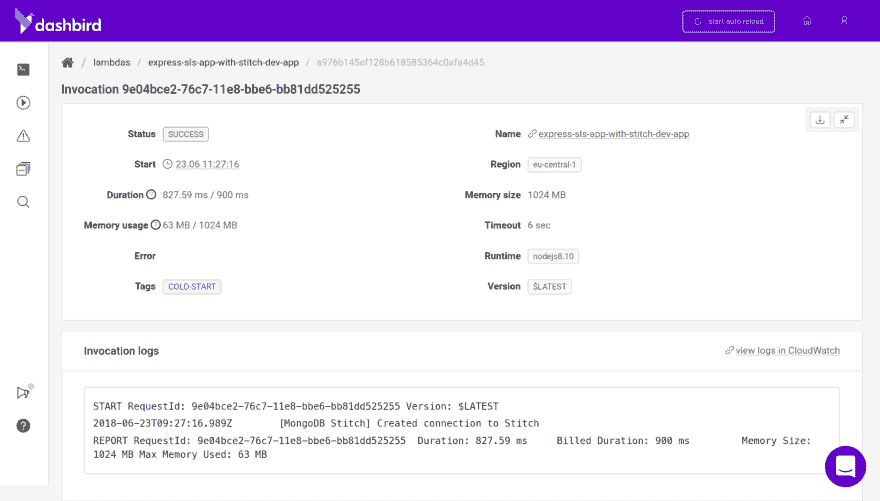 dashbird
start auto reload
/ lambdas / express-sls-app-with-stitch-dev-app / a976b145ef128b618585364c0afa4d45
Invocation 9e04bce2-76c7-11e8-bbe6-bb81dd525255
Status SUCCESS
Start 23.06 11:27:16
Duration ? 827.59 ms / 900 ms
Memory usage ? 63 MB / 1024 MB
Error
Tags COLD-START
Name express-sls-app-with-stitch-dev-app
Region eu-central-1
Memory size 1024 MB
Timeout 6 sec
Runtime nodejs8.10
Version $LATEST
Invocation logs
view logs in CloudWatch
START RequestId: 9e04bce2-76c7-11e8-bbe6-bb81dd525255 Version: $LATEST
2018-06-23T09:27:16.989Z [MongoDB Stitch] Created connection to Stitch
REPORT RequestId: 9e04bce2-76c7-11e8-bbe6-bb81dd525255 Duration: 827.59 ms Billed Duration: 900 ms Memory Size:
1024 MB Max Memory Used: 63 MB
?